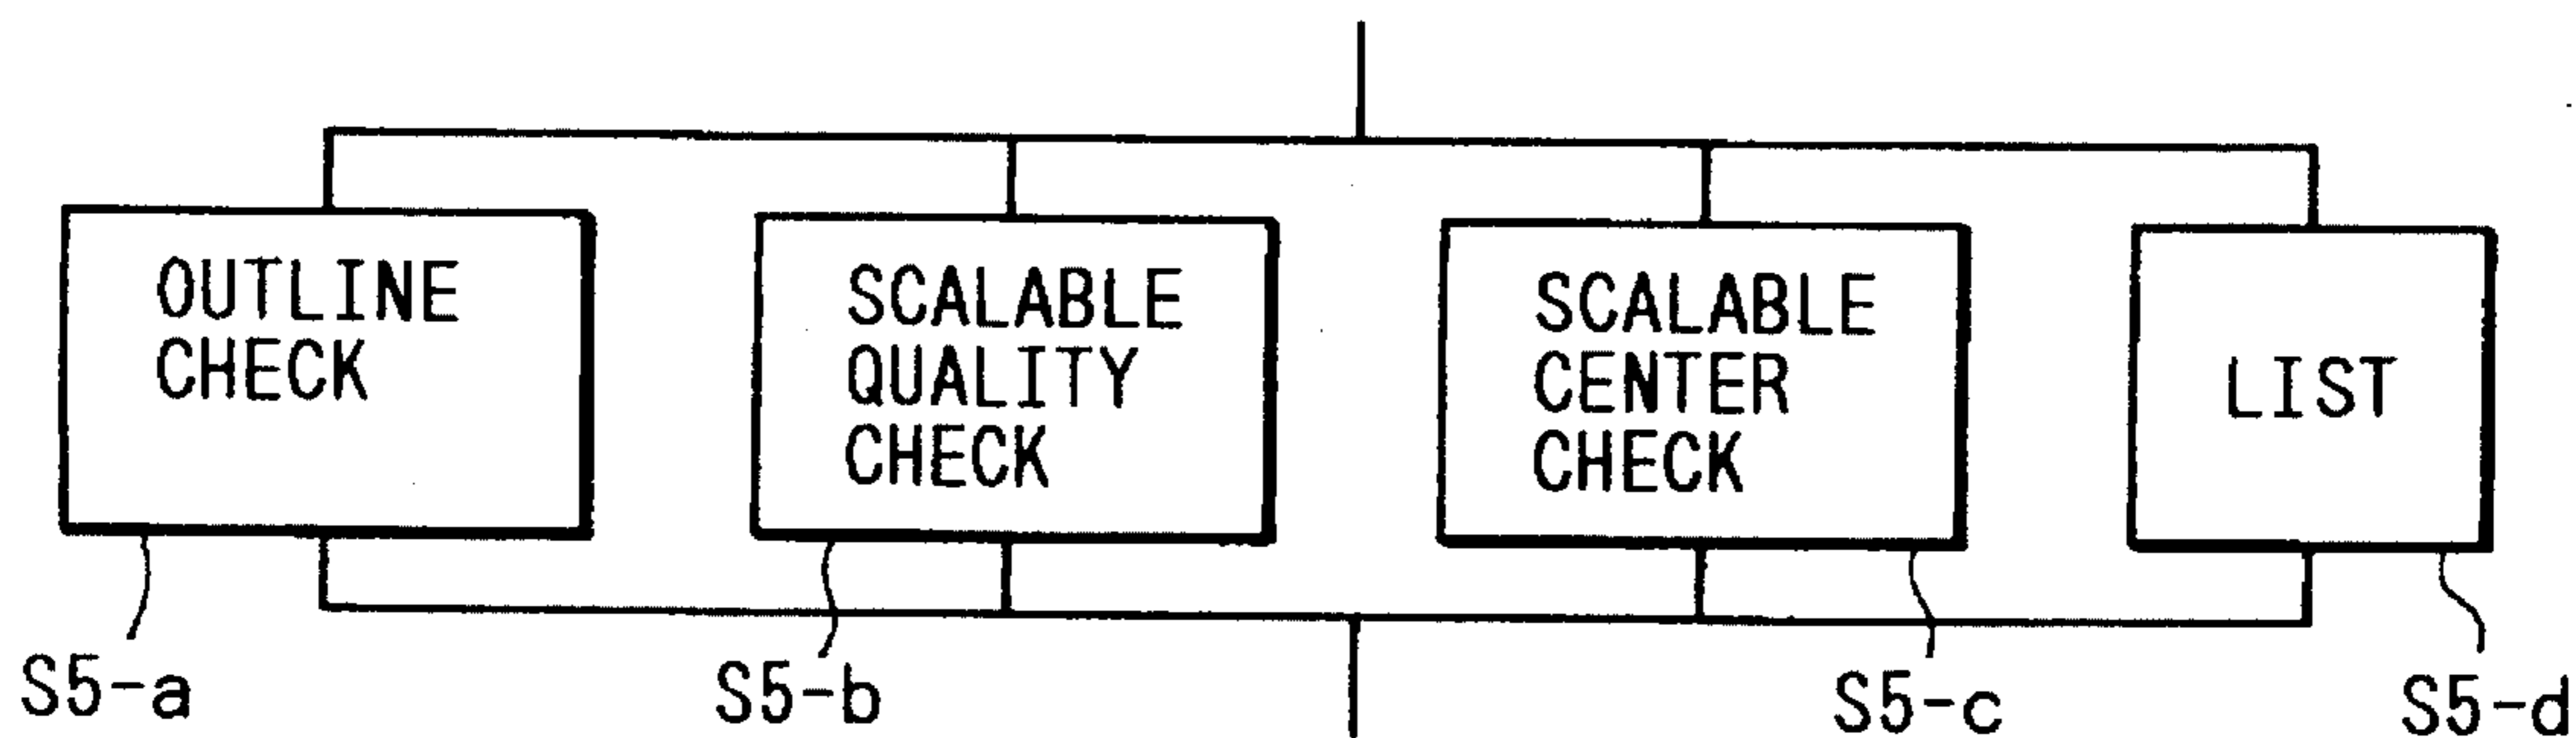 OUTLINE
CHECK
SCALABLE
QUALITY
CHECK
SCALABLE
CENTER
CHECK
LIST
S5-a
S5-b
S5-c
S5-d